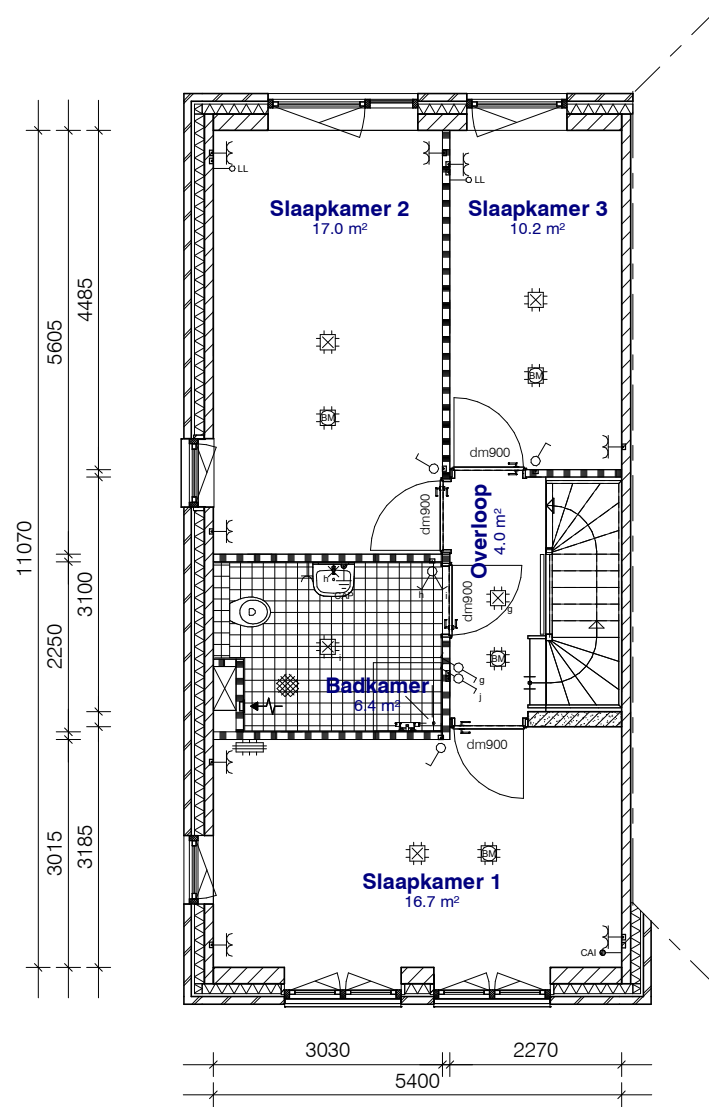 LL
LL
Slaapkamer 2
17.0 m²
Slaapkamer 3
10.2 m²
4485
5605
BM
BM
dm900
dm900
Overloop
4.0 m²
11070
3100
2250
h
h
i
dm900
D
g
i
BM
Badkamer
6.4 m²
g
j
dm900
3015
3185
BM
Slaapkamer 1
16.7 m²
CAI
3030
2270
5400